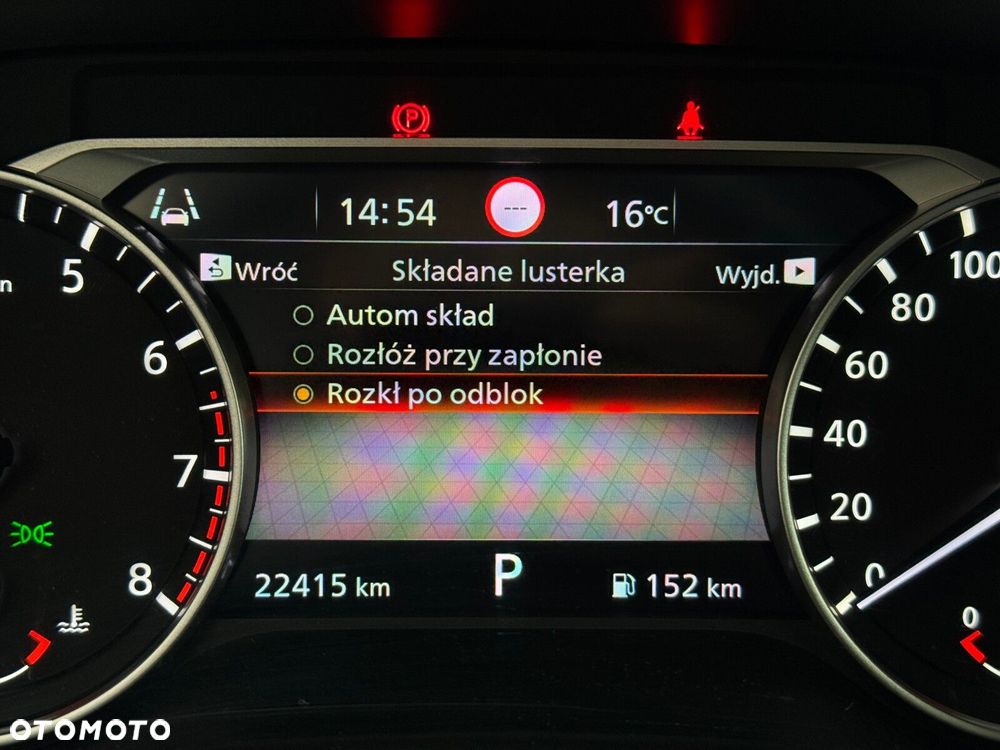 14:54 --- 16°C
Wróć Składane lusterka Wyjd.
Autom skład
Rozłóż przy zapłonie
Rozkł po odblok
22415 km P 152 km
P
5
6
7
8
100
80
60
40
20
0
0
OTOMOTO